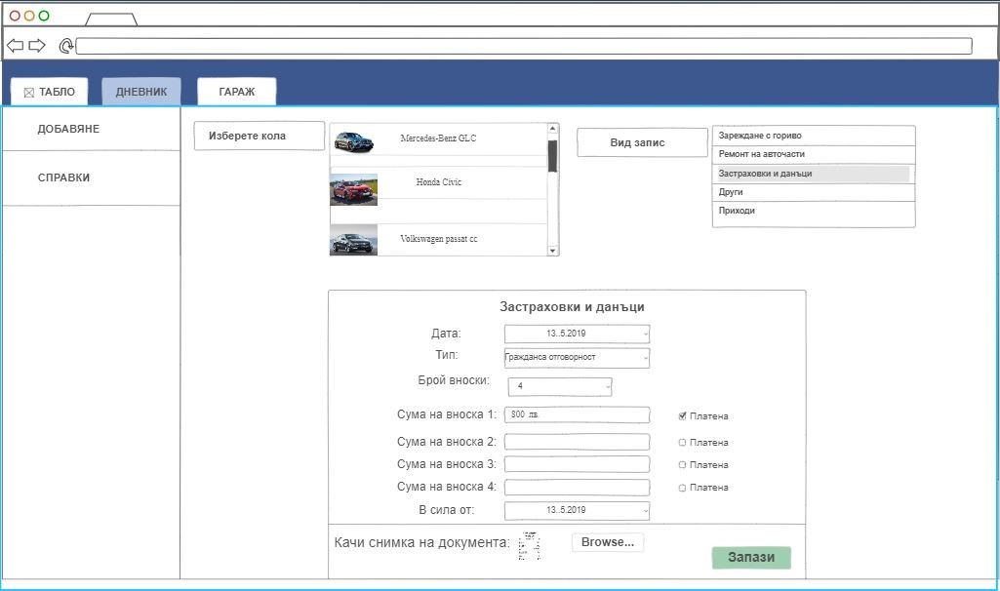 ТАБЛО ДНЕВНИК ГАРАЖ
ДОБАВЯНЕ
СПРАВКИ
Изберете кола
Mercedes-Benz GLC
Honda Civic
Volkswagen passat cc
Вид запис
Зареждане с гориво
Ремонт на авточасти
Застраховки и данъци
Други
Приходи
Застраховки и данъци
Дата: 13..5.2019
Тип: Гражданса отговорност
Брой вноски: 4
Сума на вноска 1: 800 лв. Платена
Сума на вноска 2: Платена
Сума на вноска 3: Платена
Сума на вноска 4: Платена
В сила от: 13..5.2019
Качи снимка на документа: Browse...
Запази